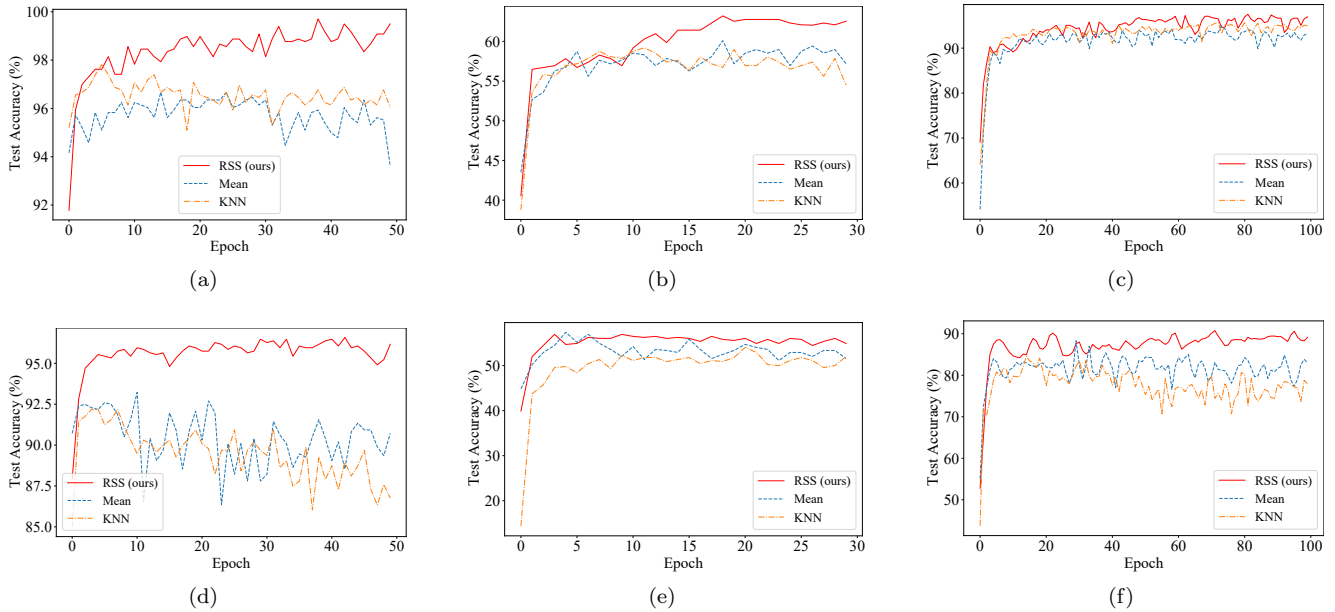 100
98
96
94
92
Test Accuracy (%)
RSS (ours)
Mean
KNN
0 10 20 30 40 50
Epoch
(a)
60
55
50
45
40
Test Accuracy (%)
RSS (ours)
Mean
KNN
0 5 10 15 20 25 30
Epoch
(b)
90
80
70
60
Test Accuracy (%)
RSS (ours)
Mean
KNN
0 20 40 60 80 100
Epoch
(c)
95.0
92.5
90.0
87.5
85.0
Test Accuracy (%)
RSS (ours)
Mean
KNN
0 10 20 30 40 50
Epoch
(d)
50
40
30
20
Test Accuracy (%)
RSS (ours)
Mean
KNN
0 5 10 15 20 25 30
Epoch
(e)
90
80
70
60
50
Test Accuracy (%)
RSS (ours)
Mean
KNN
0 20 40 60 80 100
Epoch
(f)